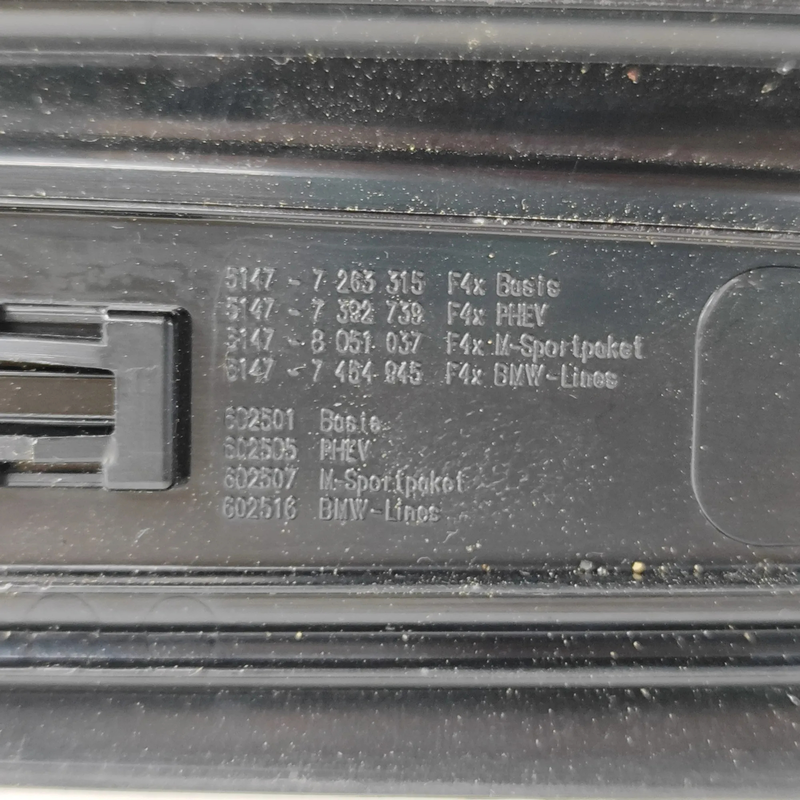 5147 - 7 263 315 F4x Basis
5147 - 7 392 739 F4x PHEV
5147 - 8 051 037 F4x M-Sportpaket
5147 - 7 464 945 F4x BMW-Lines
602501 Basis
602505 PHEV
602507 M-Sportpaket
602516 BMW-Lines